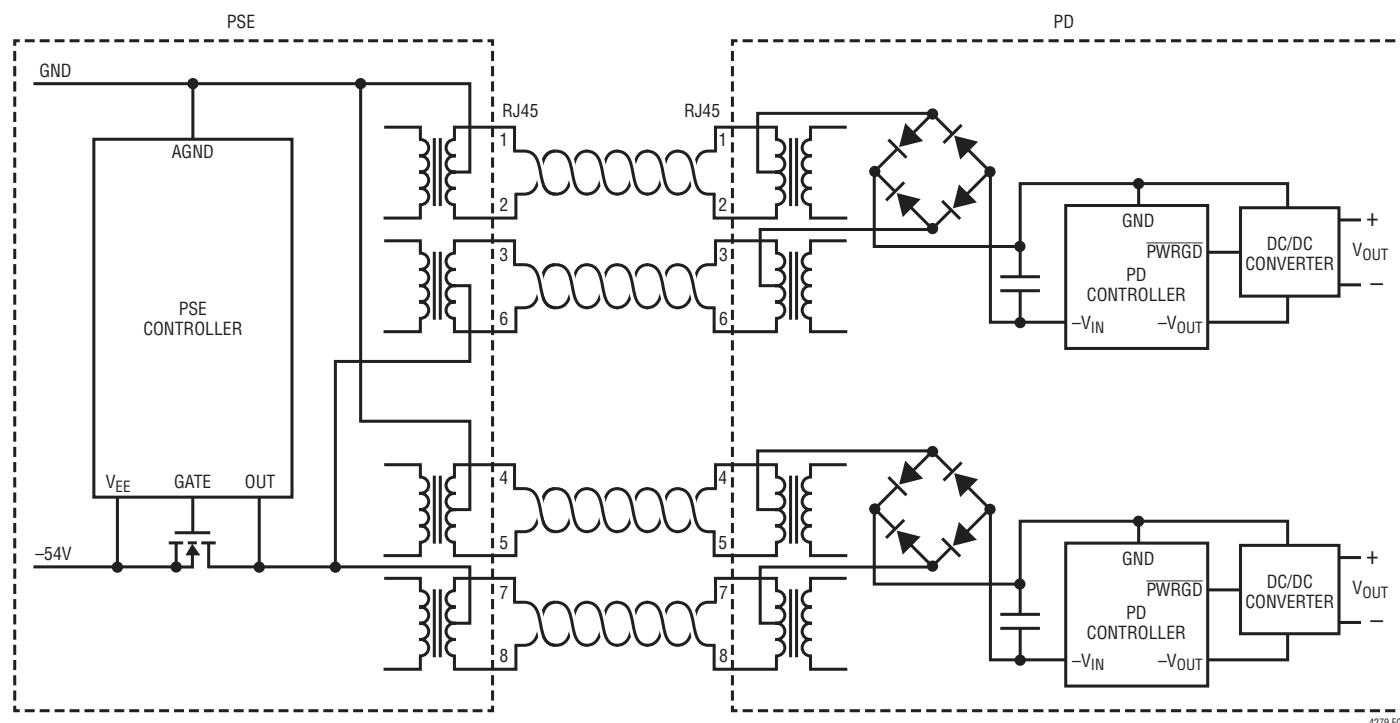 PSE
PD
GND
AGND
PSE
CONTROLLER
VEE
GATE
OUT
–54V
RJ45
RJ45
1
2
3
6
4
5
7
8
1
2
3
6
4
5
7
8
GND
PWRGD
PD
CONTROLLER
–VIN
–VOUT
DC/DC
CONVERTER
+
VOUT
–
GND
PWRGD
PD
CONTROLLER
–VIN
–VOUT
DC/DC
CONVERTER
+
VOUT
–